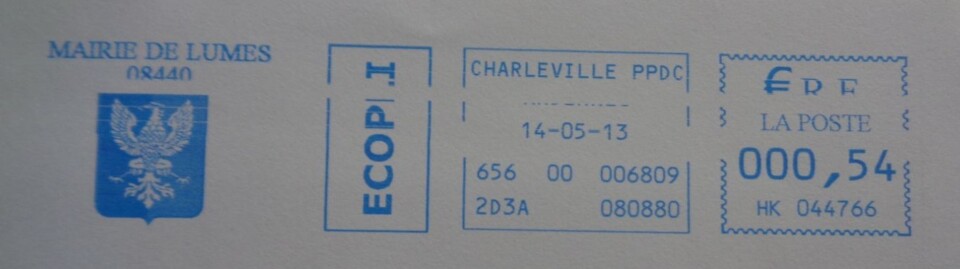 MAIRIE DE LUMES
08440
CHARLEVILLE PPDC
14-05-13
656 00 006809
2D3A 080880
€ R.F.
LA POSTE
000,54
HK 044766